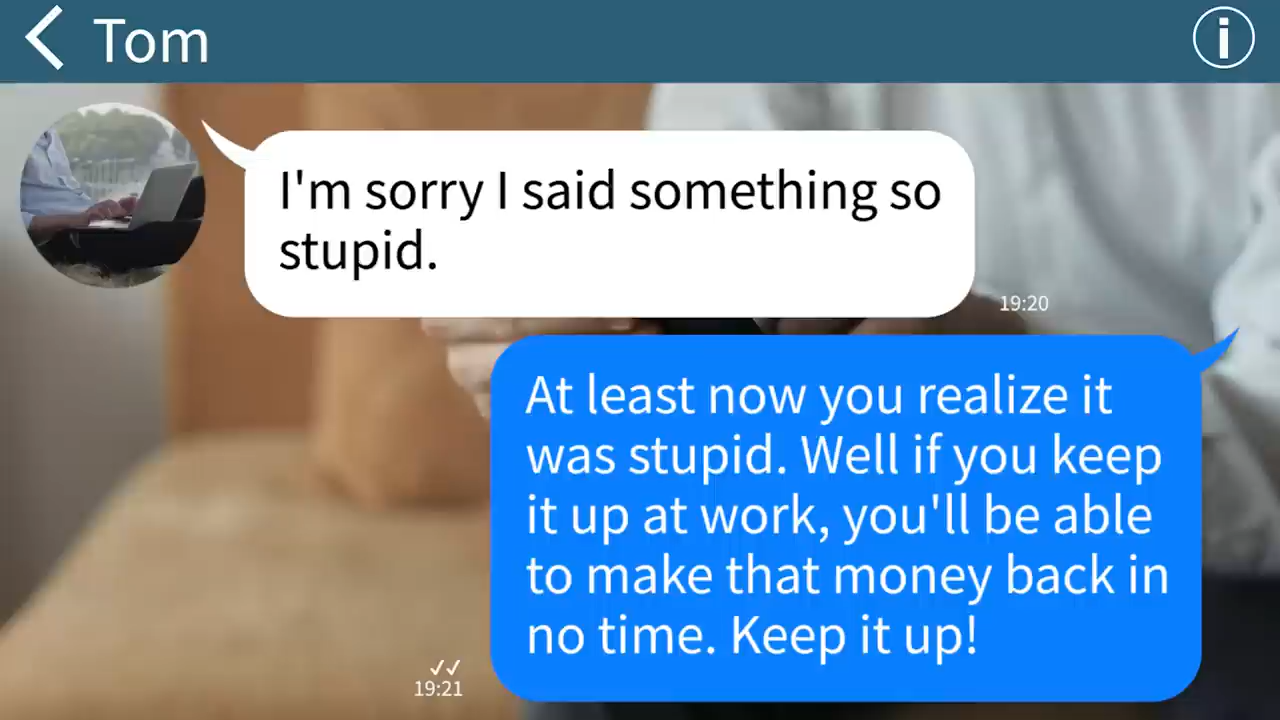 Tom
I'm sorry I said something so
stupid.
19:20
At least now you realize it
was stupid. Well if you keep
it up at work, you'll be able
to make that money back in
no time. Keep it up!
19:21